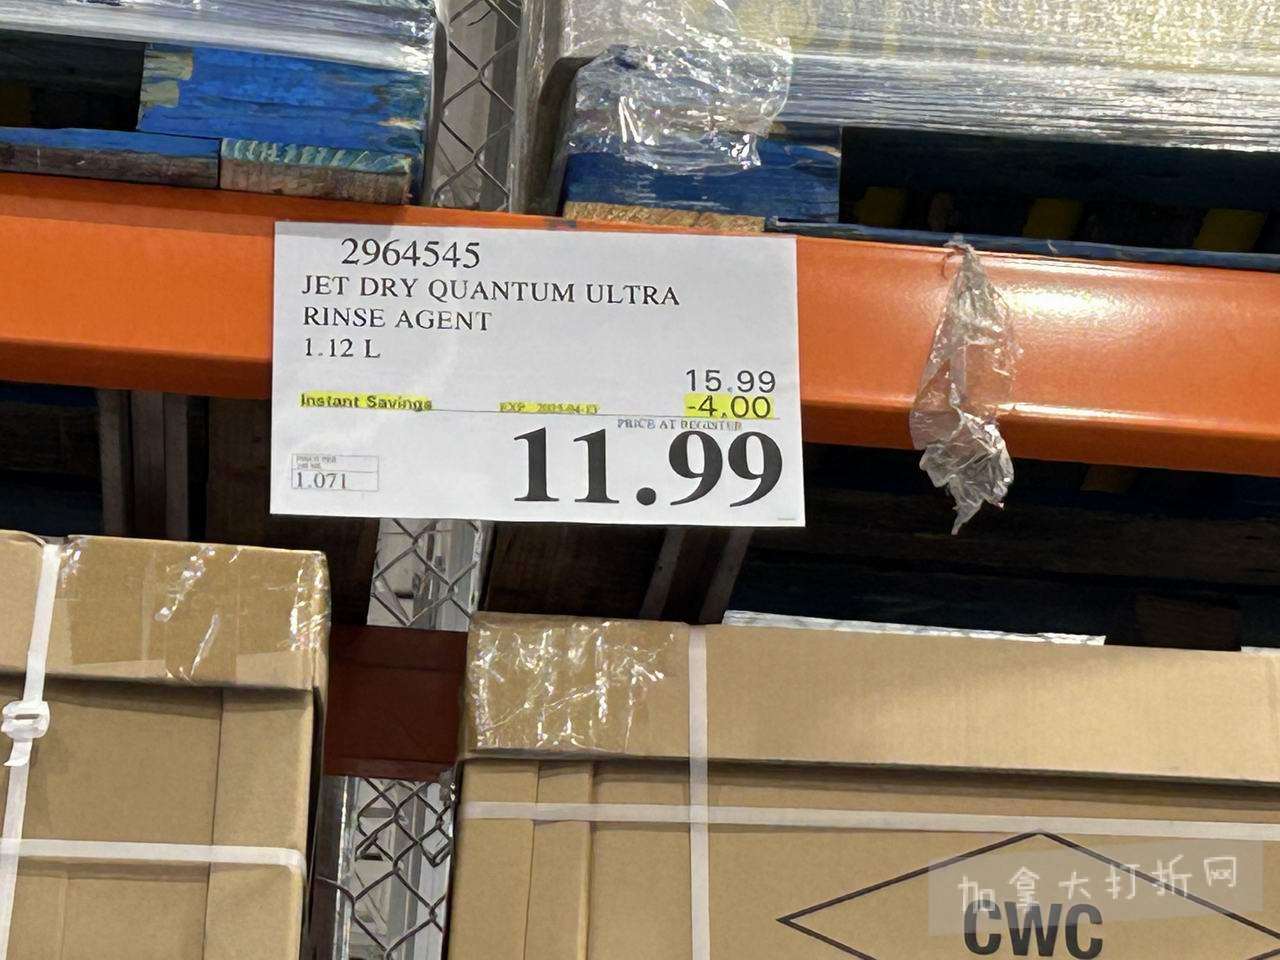 2964545
JET DRY QUANTUM ULTRA
RINSE AGENT
1.12 L
15.99
Instant Savings
EXP
-4.00
PRICE AT REGISTER
11.99
1.071
加拿大打折网
CWC